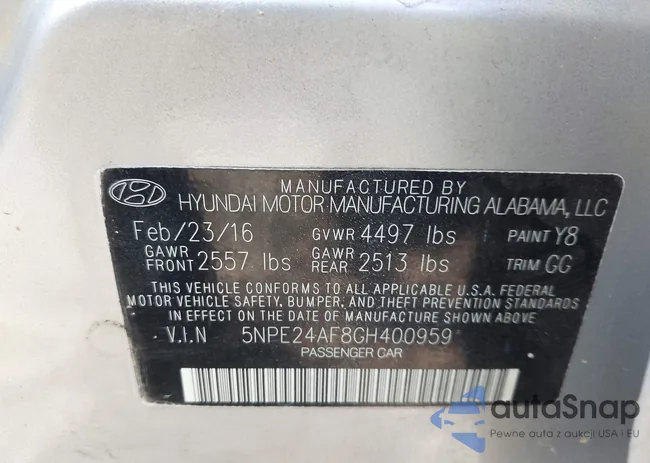 MANUFACTURED BY
HYUNDAI MOTOR MANUFACTURING ALABAMA, LLC
Feb/23/16 GVWR 4497 lbs PAINT Y8
GAWR FRONT 2557 lbs GAWR REAR 2513 lbs TRIM GG
THIS VEHICLE CONFORMS TO ALL APPLICABLE U.S.A. FEDERAL
MOTOR VEHICLE SAFETY, BUMPER, AND THEFT PREVENTION STANDARDS
IN EFFECT ON THE DATE OF MANUFACTURE SHOWN ABOVE.
V.I.N 5NPE24AF8GH400959
PASSENGER CAR
autoSnap
Pewne auta z aukcji USA i EU